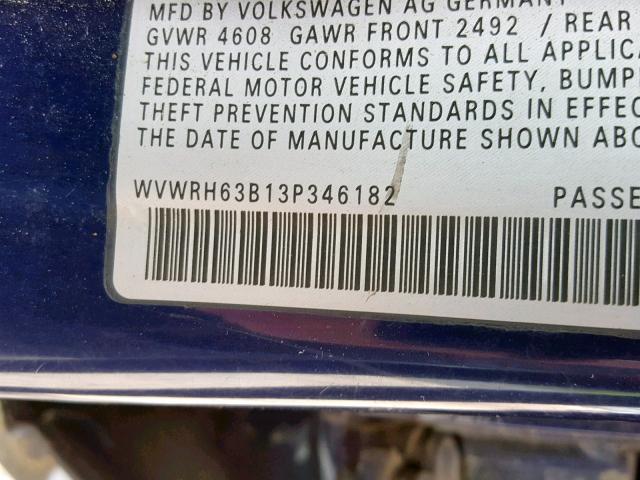 MFD BY VOLKSWAGEN AG GERMANY
GVWR 4608 GAWR FRONT 2492 / REAR
THIS VEHICLE CONFORMS TO ALL APPLICA
FEDERAL MOTOR VEHICLE SAFETY, BUMP
THEFT PREVENTION STANDARDS IN EFFEC
THE DATE OF MANUFACTURE SHOWN ABO
WVWRH63B13P346182 PASSE